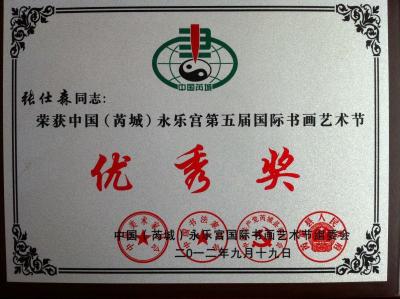 中国芮城
张仕森同志:
荣获中国(芮城)永乐宫第五届国际书画艺术节
优秀奖
中国(芮城)永乐宫国际书画艺术节组委会
二〇一二年九月十九日